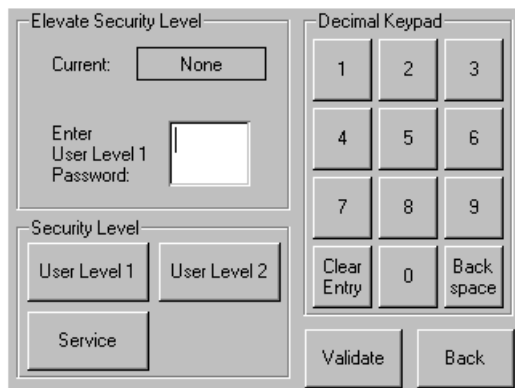 Elevate Security Level
Current:
None
Enter
User Level 1
Password:
Security Level
User Level 1
User Level 2
Service
Decimal Keypad
1
2
3
4
5
6
7
8
9
Clear
Entry
0
Back
space
Validate
Back